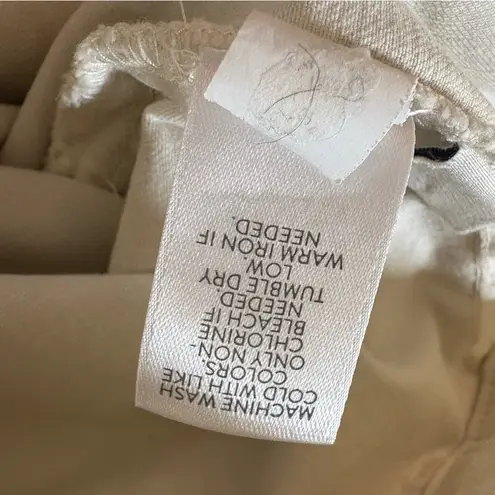 MACHINE WASH
COLD WITH LIKE
COLORS.
ONLY NON-
CHLORINE
BLEACH IF
NEEDED.
TUMBLE DRY
LOW.
WARM IRON IF
NEEDED.